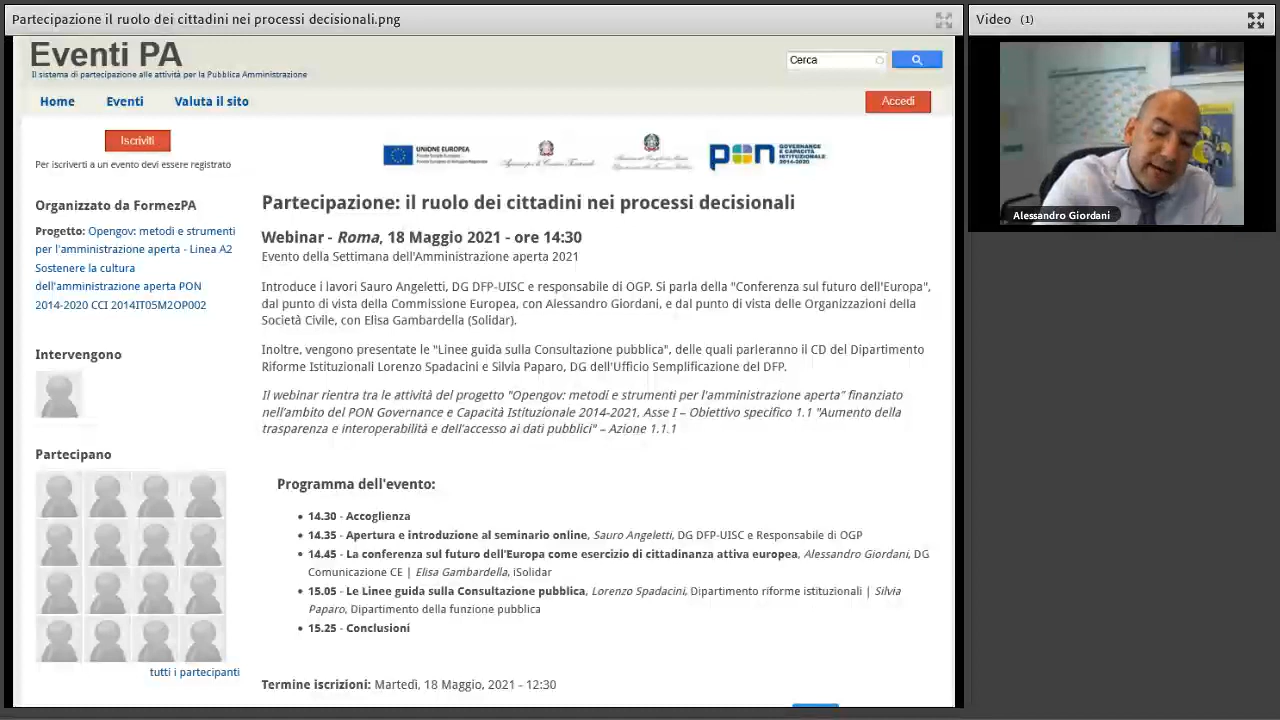 Partecipazione il ruolo dei cittadini nei processi decisionali.png
Video (1)
Eventi PA
Il sistema di partecipazione alle attività per la Pubblica Amministrazione
Cerca
Home Eventi Valuta il sito
Accedi
Alessandro Giordani
Iscriviti
Per iscriverti a un evento devi essere registrato
UNIONE EUROPEA
pon GOVERNANCE
E CAPACITÀ
ISTITUZIONALE
2014-2020
Organizzato da FormezPA
Progetto: Opengov: metodi e strumenti
per l'amministrazione aperta - Linea A2
Sostenere la cultura
dell'amministrazione aperta PON
2014-2020 CCI 2014IT05M2OP002
Intervengono
Partecipano
tutti i partecipanti
Partecipazione: il ruolo dei cittadini nei processi decisionali
Webinar - Roma, 18 Maggio 2021 - ore 14:30
Evento della Settimana dell'Amministrazione aperta 2021
Introduce i lavori Sauro Angeletti, DG DFP-UISC e responsabile di OGP. Si parla della "Conferenza sul futuro dell'Europa",
dal punto di vista della Commissione Europea, con Alessandro Giordani, e dal punto di vista delle Organizzazioni della
Società Civile, con Elisa Gambardella (Solidar).
Inoltre, vengono presentate le "Linee guida sulla Consultazione pubblica", delle quali parleranno il CD del Dipartimento
Riforme Istituzionali Lorenzo Spadacini e Silvia Paparo, DG dell'Ufficio Semplificazione del DFP.
Il webinar rientra tra le attività del progetto "Opengov: metodi e strumenti per l'amministrazione aperta" finanziato
nell'ambito del PON Governance e Capacità Istituzionale 2014-2021, Asse I – Obiettivo specifico 1.1 "Aumento della
trasparenza e interoperabilità e dell'accesso ai dati pubblici" – Azione 1.1.1
Programma dell'evento:
• 14.30 - Accoglienza
• 14.35 - Apertura e introduzione al seminario online, Sauro Angeletti, DG DFP-UISC e Responsabile di OGP
• 14.45 - La conferenza sul futuro dell'Europa come esercizio di cittadinanza attiva europea, Alessandro Giordani, DG
Comunicazione CE | Elisa Gambardella, iSolidar
• 15.05 - Le Linee guida sulla Consultazione pubblica, Lorenzo Spadacini, Dipartimento riforme istituzionali | Silvia
Paparo, Dipartimento della funzione pubblica
• 15.25 - Conclusioni
Termine iscrizioni: Martedì, 18 Maggio, 2021 - 12:30